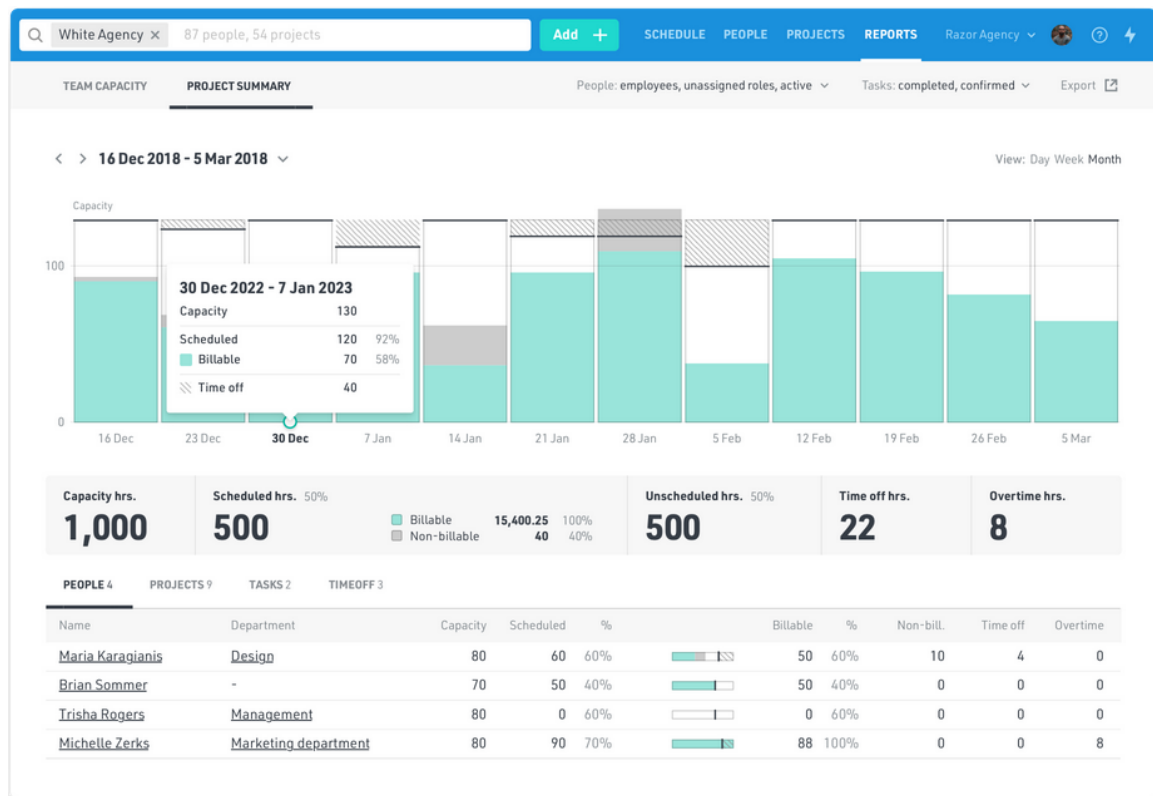 White Agency × 87 people, 54 projects Add + SCHEDULE PEOPLE PROJECTS REPORTS Razor Agency ?
TEAM CAPACITY PROJECT SUMMARY People: employees, unassigned roles, active Tasks: completed, confirmed Export
< > 16 Dec 2018 - 5 Mar 2018 View: Day Week Month
Capacity
100
30 Dec 2022 - 7 Jan 2023
Capacity 130
Scheduled 120 92%
Billable 70 58%
Time off 40
0
16 Dec 23 Dec 30 Dec 7 Jan 14 Jan 21 Jan 28 Jan 5 Feb 12 Feb 19 Feb 26 Feb 5 Mar
Capacity hrs. Scheduled hrs. 50% Unscheduled hrs. 50% Time off hrs. Overtime hrs.
1,000 500 Billable 15,400.25 100% 500 22 8
Non-billable 40 40%
PEOPLE 4 PROJECTS 9 TASKS 2 TIMEOFF 3
Name Department Capacity Scheduled % Billable % Non-bill. Time off Overtime
Maria Karagianis Design 80 60 60% 50 60% 10 4 0
Brian Sommer - 70 50 40% 50 40% 0 0 0
Trisha Rogers Management 80 0 60% 0 60% 0 0 0
Michelle Zerks Marketing department 80 90 70% 88 100% 0 0 8